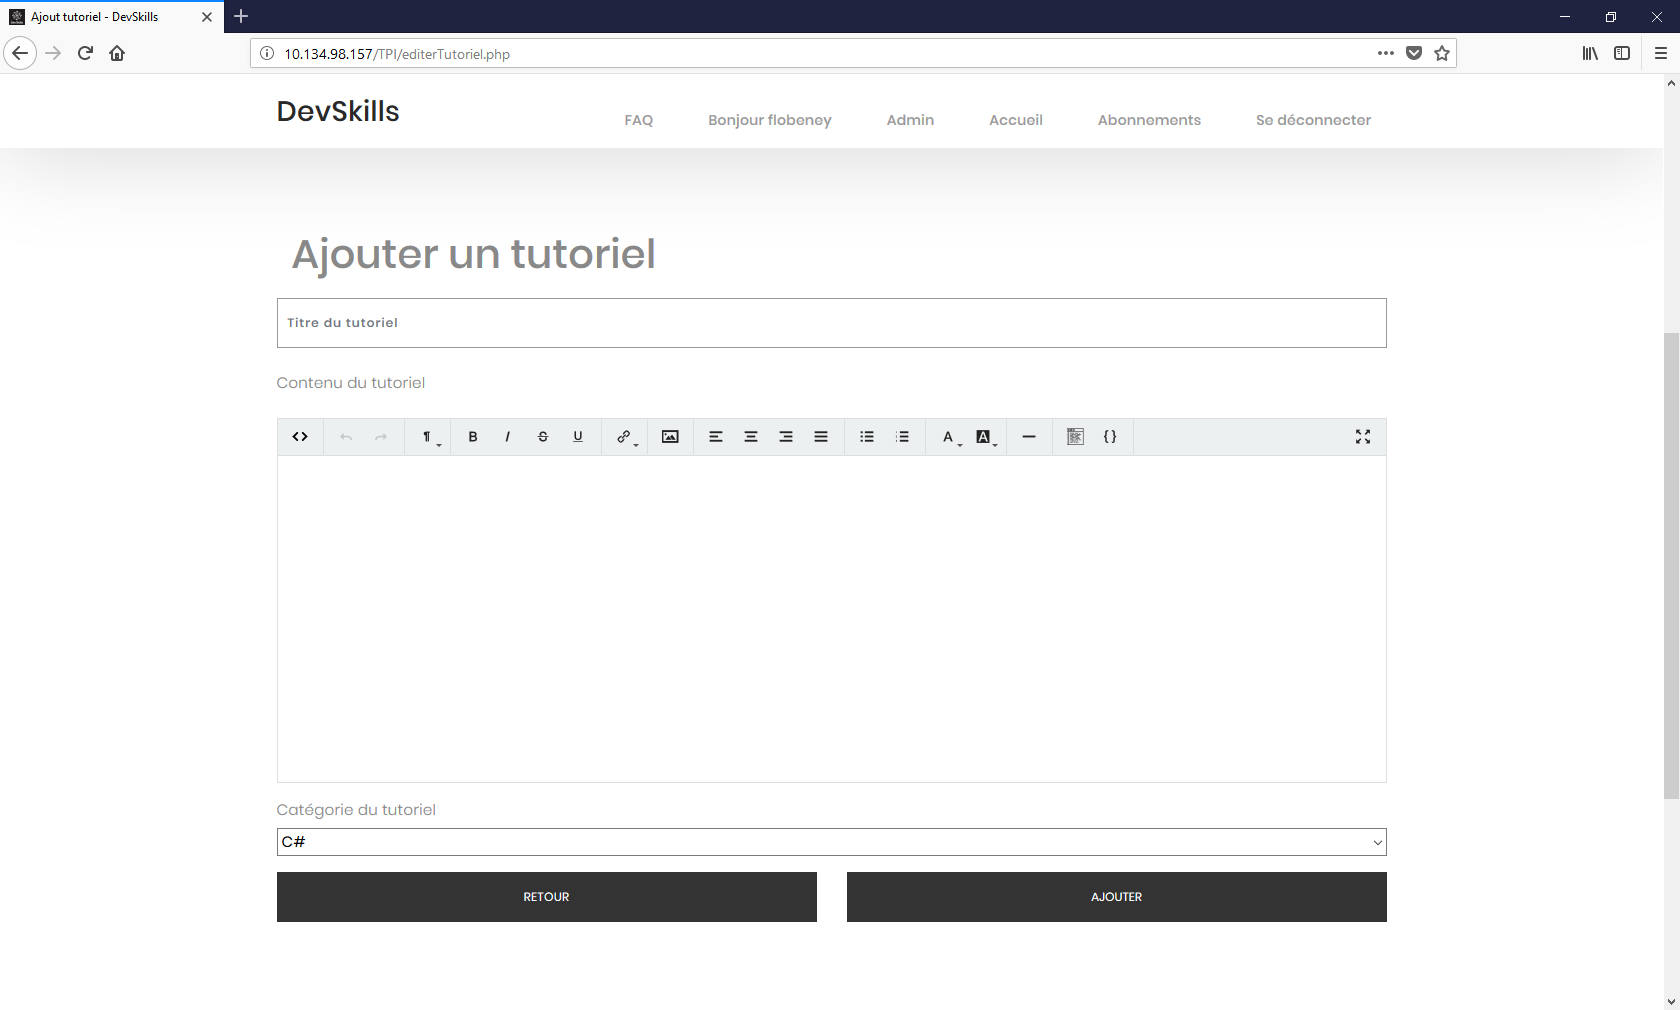 Ajout tutoriel - DevSkills
10.134.98.157/TPI/editerTutoriel.php
DevSkills
FAQ
Bonjour flobeney
Admin
Accueil
Abonnements
Se déconnecter
Ajouter un tutoriel
Titre du tutoriel
Contenu du tutoriel
Catégorie du tutoriel
C#
RETOUR
AJOUTER